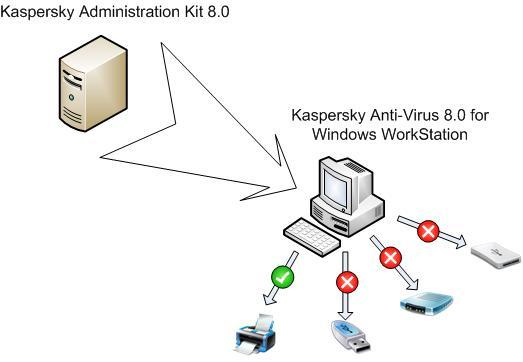 Kaspersky Administration Kit 8.0
Kaspersky Anti-Virus 8.0 for
Windows WorkStation